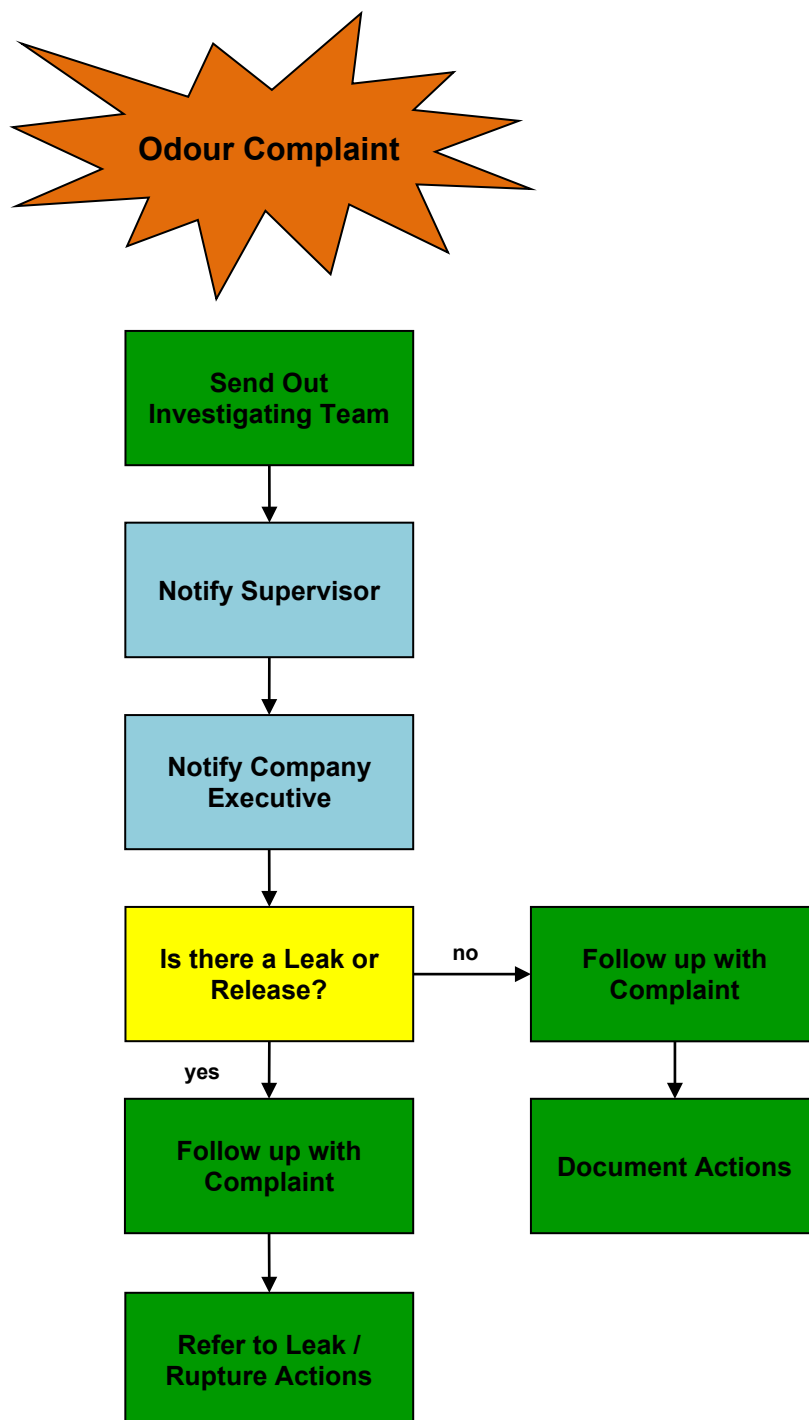 Odour Complaint
Send Out
Investigating Team
Notify Supervisor
Notify Company
Executive
Is there a Leak or
Release?
no
Follow up with
Complaint
yes
Follow up with
Complaint
Document Actions
Refer to Leak /
Rupture Actions